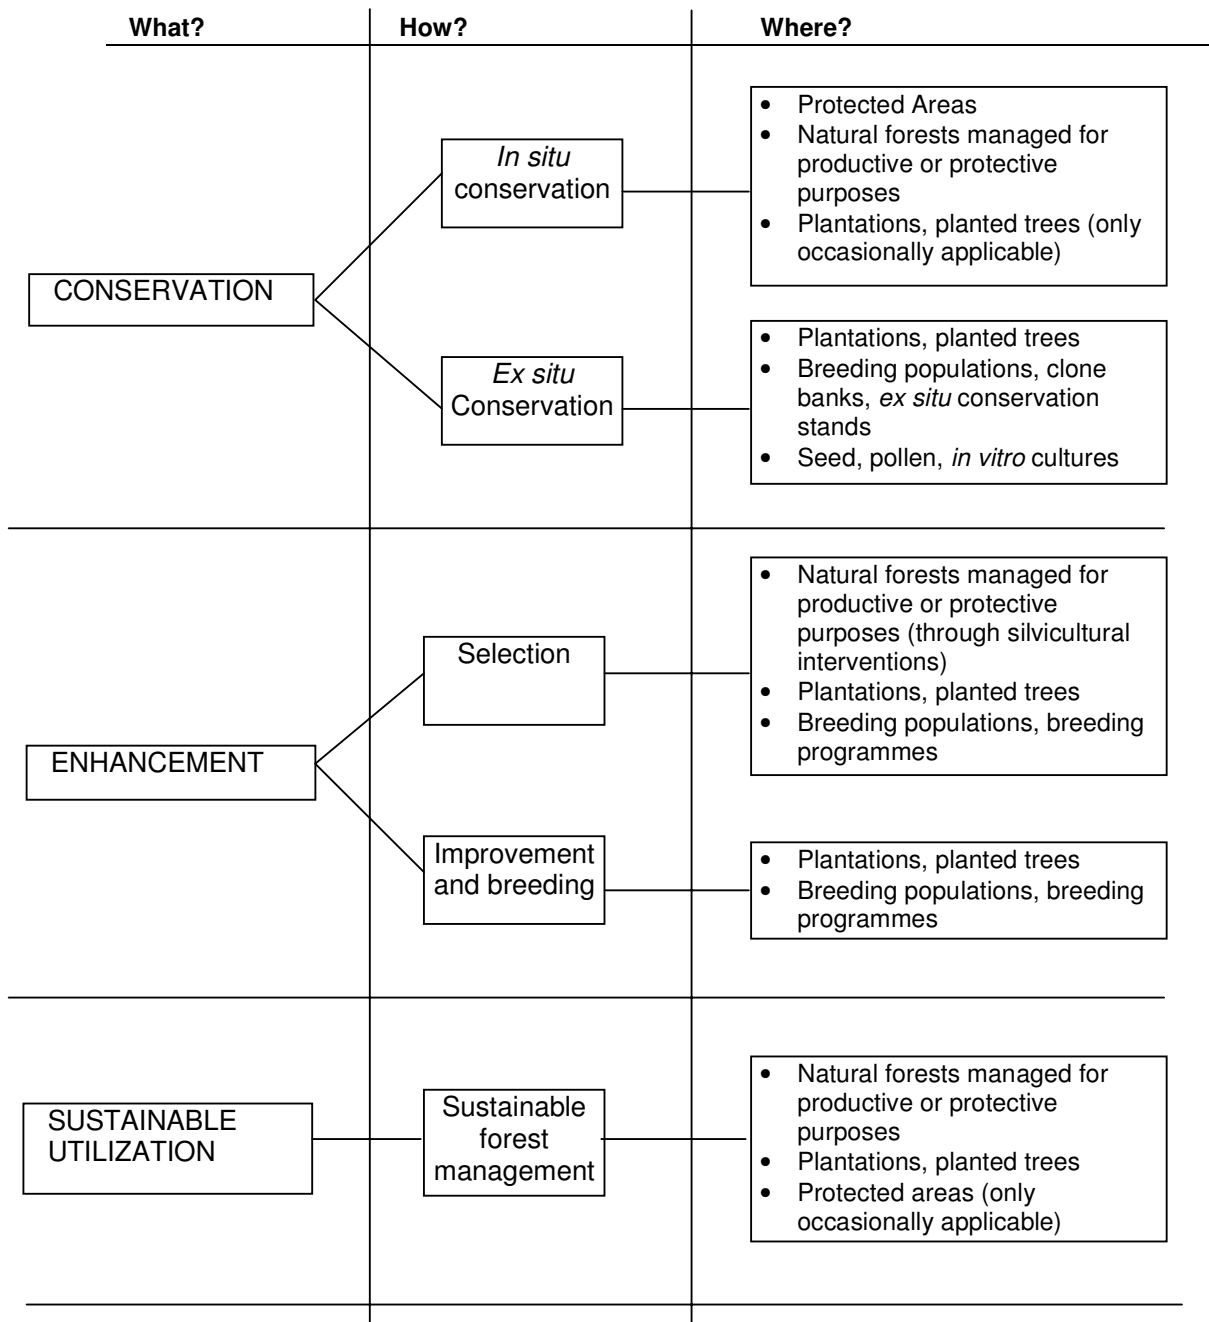 What? How? Where?
• Protected Areas
• Natural forests managed for
productive or protective
purposes
• Plantations, planted trees (only
occasionally applicable)
In situ
conservation
CONSERVATION
Ex situ
Conservation
• Plantations, planted trees
• Breeding populations, clone
banks, ex situ conservation
stands
• Seed, pollen, in vitro cultures
• Natural forests managed for
productive or protective
purposes (through silvicultural
interventions)
• Plantations, planted trees
• Breeding populations, breeding
programmes
Selection
ENHANCEMENT
Improvement
and breeding
• Plantations, planted trees
• Breeding populations, breeding
programmes
SUSTAINABLE
UTILIZATION
Sustainable
forest
management
• Natural forests managed for
productive or protective
purposes
• Plantations, planted trees
• Protected areas (only
occasionally applicable)